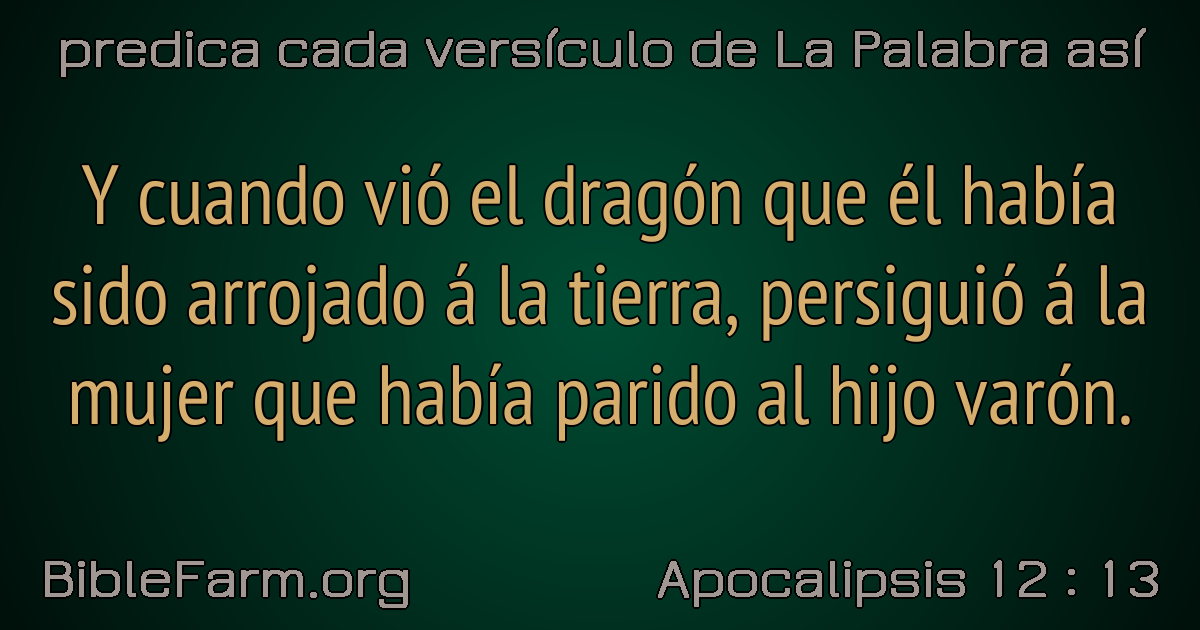 predica cada versículo de La Palabra así
Y cuando vió el dragón que él había
sido arrojado á la tierra, persiguió á la
mujer que había parido al hijo varón.
BibleFarm.org
Apocalipsis 12 : 13